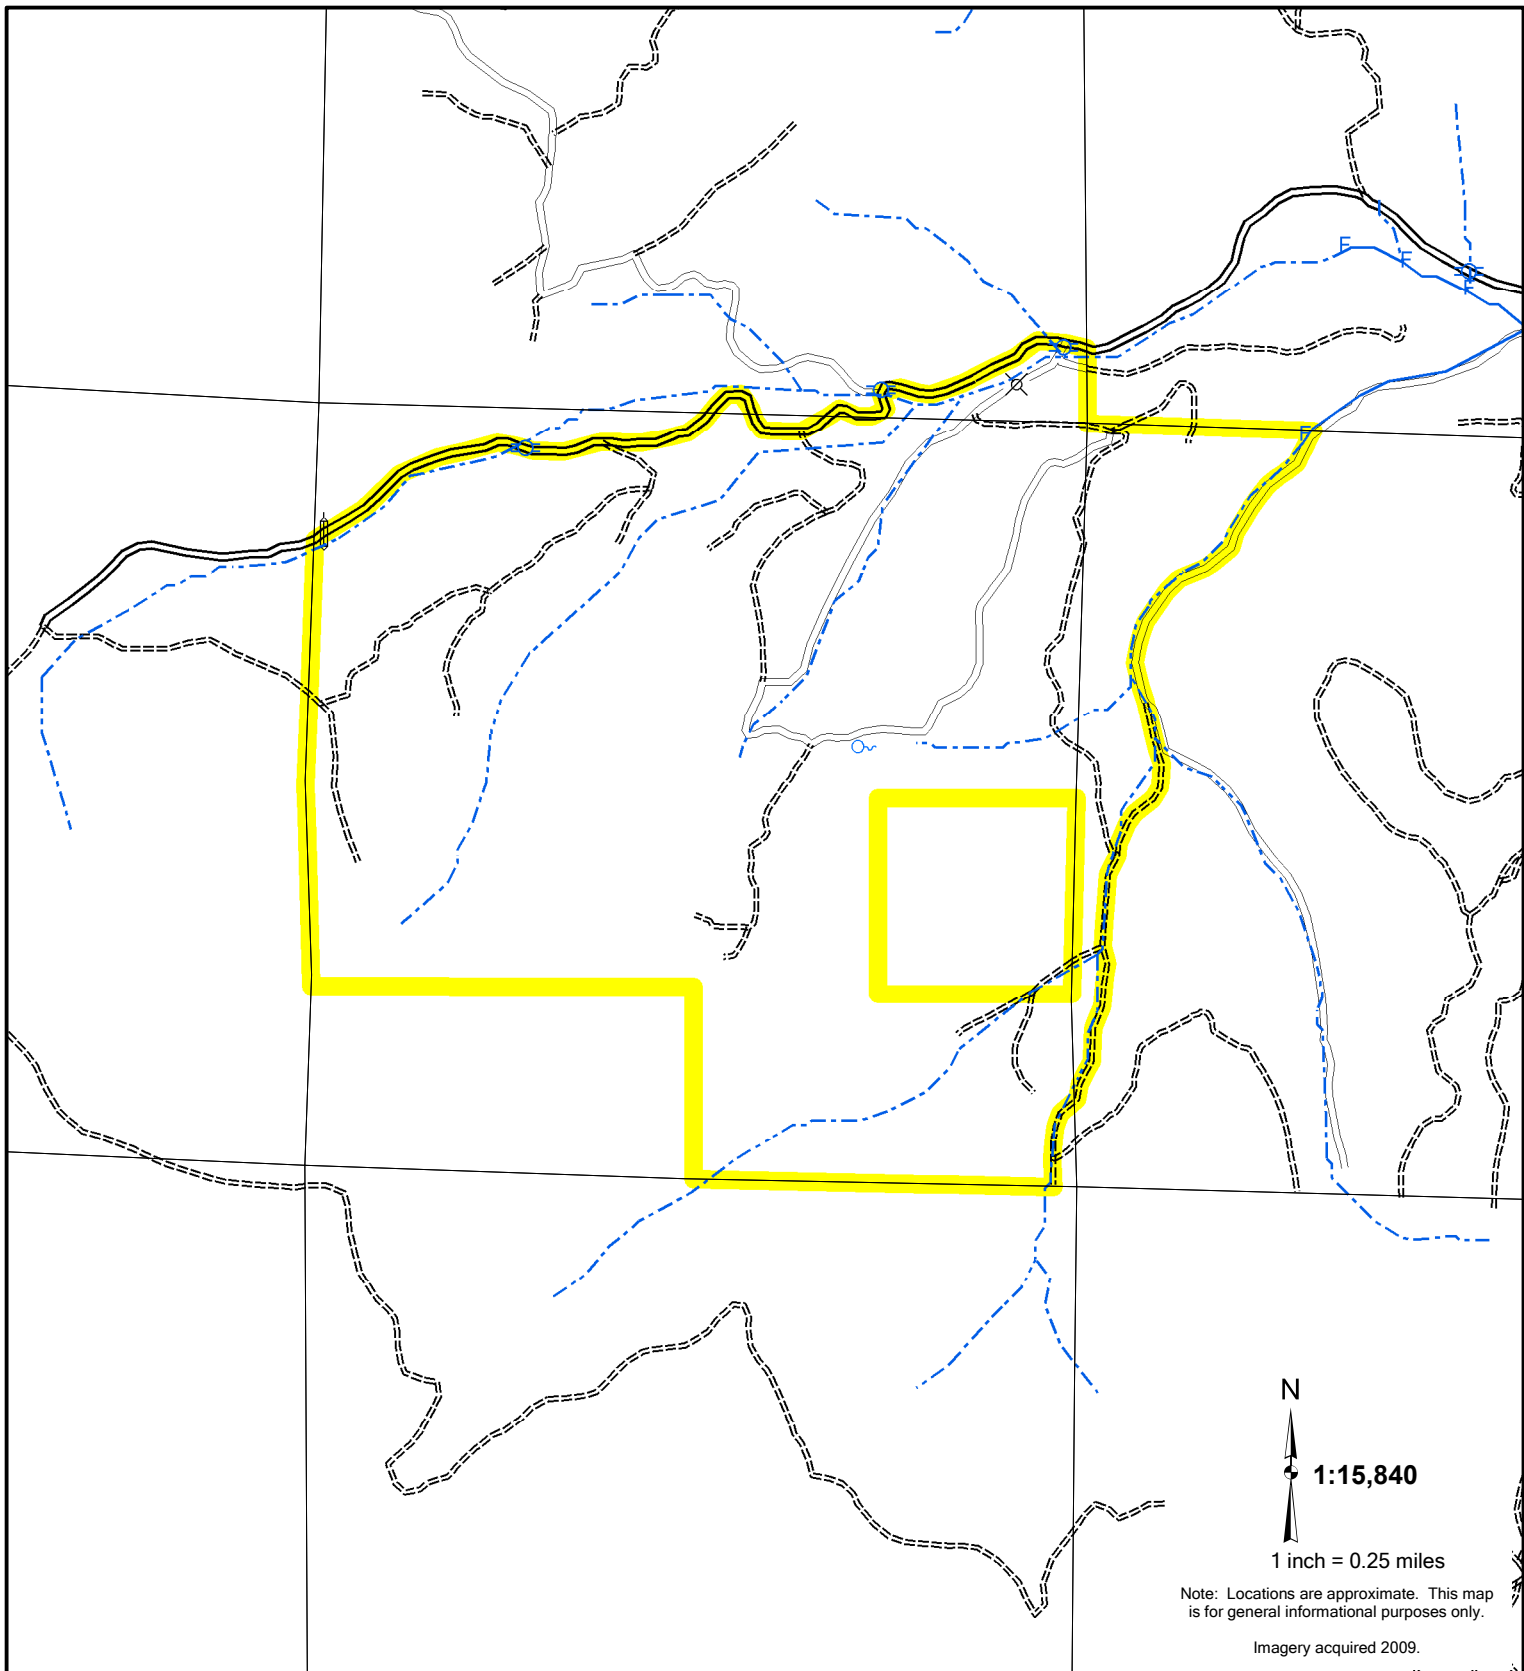 F
F
F
F
F
N
1:15,840
1 inch = 0.25 miles
Note: Locations are approximate. This map
is for general informational purposes only.
Imagery acquired 2009.